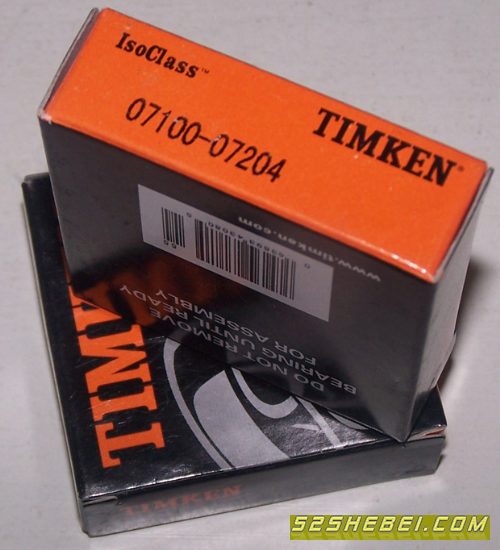 IsoClass™
TIMKEN®
07100-07204
www.timken.com
DO NOT REMOVE
BEARING UNTIL READY
FOR ASSEMBLY
TIMKEN
TIMKEN
52SHEBEI.COM